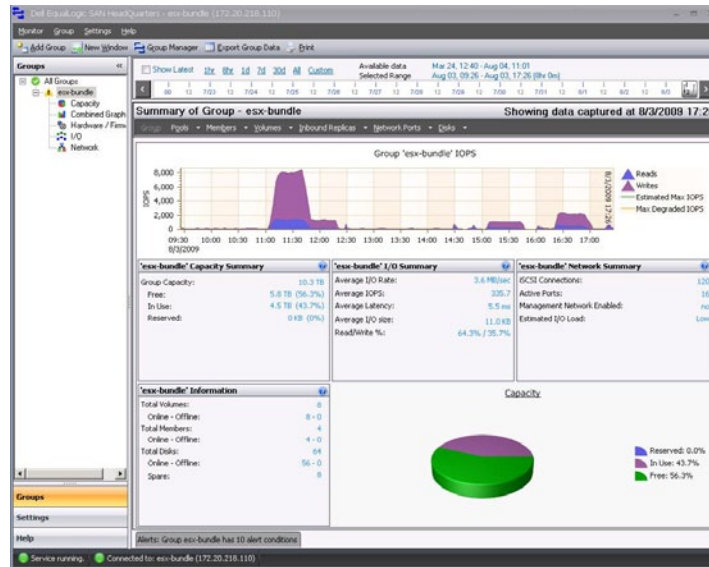 Dell EqualLogic SAN HeadQuarters - esx-bundle (172.20.218.110)
Monitor Group Settings Help
Add Group New Window Group Manager Export Group Data Print
Groups
All Groups
esx-bundle
Capacity
Combined Graph
Hardware / Firmw
I/O
Network
Show Latest 1hr 8hr 1d 7d 30d All Custom
Available data Mar 24, 12:40 - Aug 04, 11:01
Selected Range Aug 03, 09:26 - Aug 03, 17:26 (8hr 0m)
Summary of Group - esx-bundle Showing data captured at 8/3/2009 17:2
Group Pools Members Volumes Inbound Replicas Network Ports Disks
Group 'esx-bundle' IOPS
IOPS
8,000
6,000
4,000
2,000
0
09:30 10:00 10:30 11:00 11:30 12:00 12:30 13:00 13:30 14:00 14:30 15:00 15:30 16:00 16:30 17:00
8/3/2009
8/3/2009 17:26
Reads
Writes
Estimated Max IOPS
Max Degraded IOPS
'esx-bundle' Capacity Summary
Group Capacity: 10.3 TB
Free: 5.8 TB (56.3%)
In Use: 4.5 TB (43.7%)
Reserved: 0 KB (0%)
'esx-bundle' I/O Summary
Average I/O Rate: 3.6 MB/sec
Average IOPS: 335.7
Average Latency: 5.5 ms
Average I/O size: 11.0 KB
Read/Write %: 64.3% / 35.7%
'esx-bundle' Network Summary
iSCSI Connections: 120
Active Ports: 16
Management Network Enabled: no
Estimated I/O Load: Low
'esx-bundle' Information
Total Volumes: 8
Online - Offline: 8 - 0
Total Members: 4
Online - Offline: 4 - 0
Total Disks: 64
Online - Offline: 56 - 0
Spare: 8
Capacity
Reserved: 0.0%
In Use: 43.7%
Free: 56.3%
Groups
Settings
Help
Alerts: Group esx-bundle has 10 alert conditions
Service running. Connected to: esx-bundle (172.20.218.110)